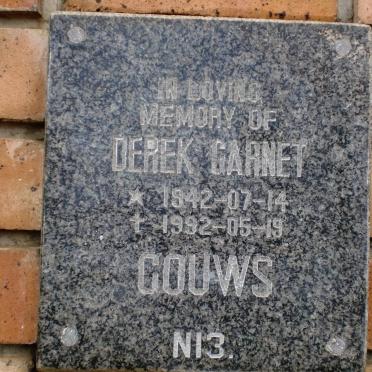 IN LOVING
MEMORY OF
DEREK GARNET
* 1942-07-14
† 1992-05-19
GOUWS
N13.